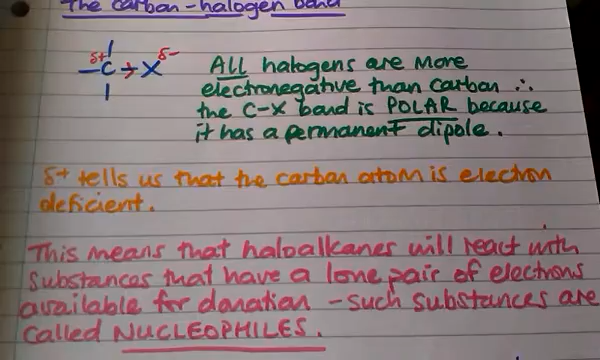 The carbon-halogen bond
δ+ δ-
-C→X
ALL halogens are more
electronegative than carbon ∴
the C-X bond is POLAR because
it has a permanent dipole.
δ+ tells us that the carbon atom is electron
deficient.
This means that haloalkanes will react with
substances that have a lone pair of electrons
available for donation - such substances are
called NUCLEOPHILES.